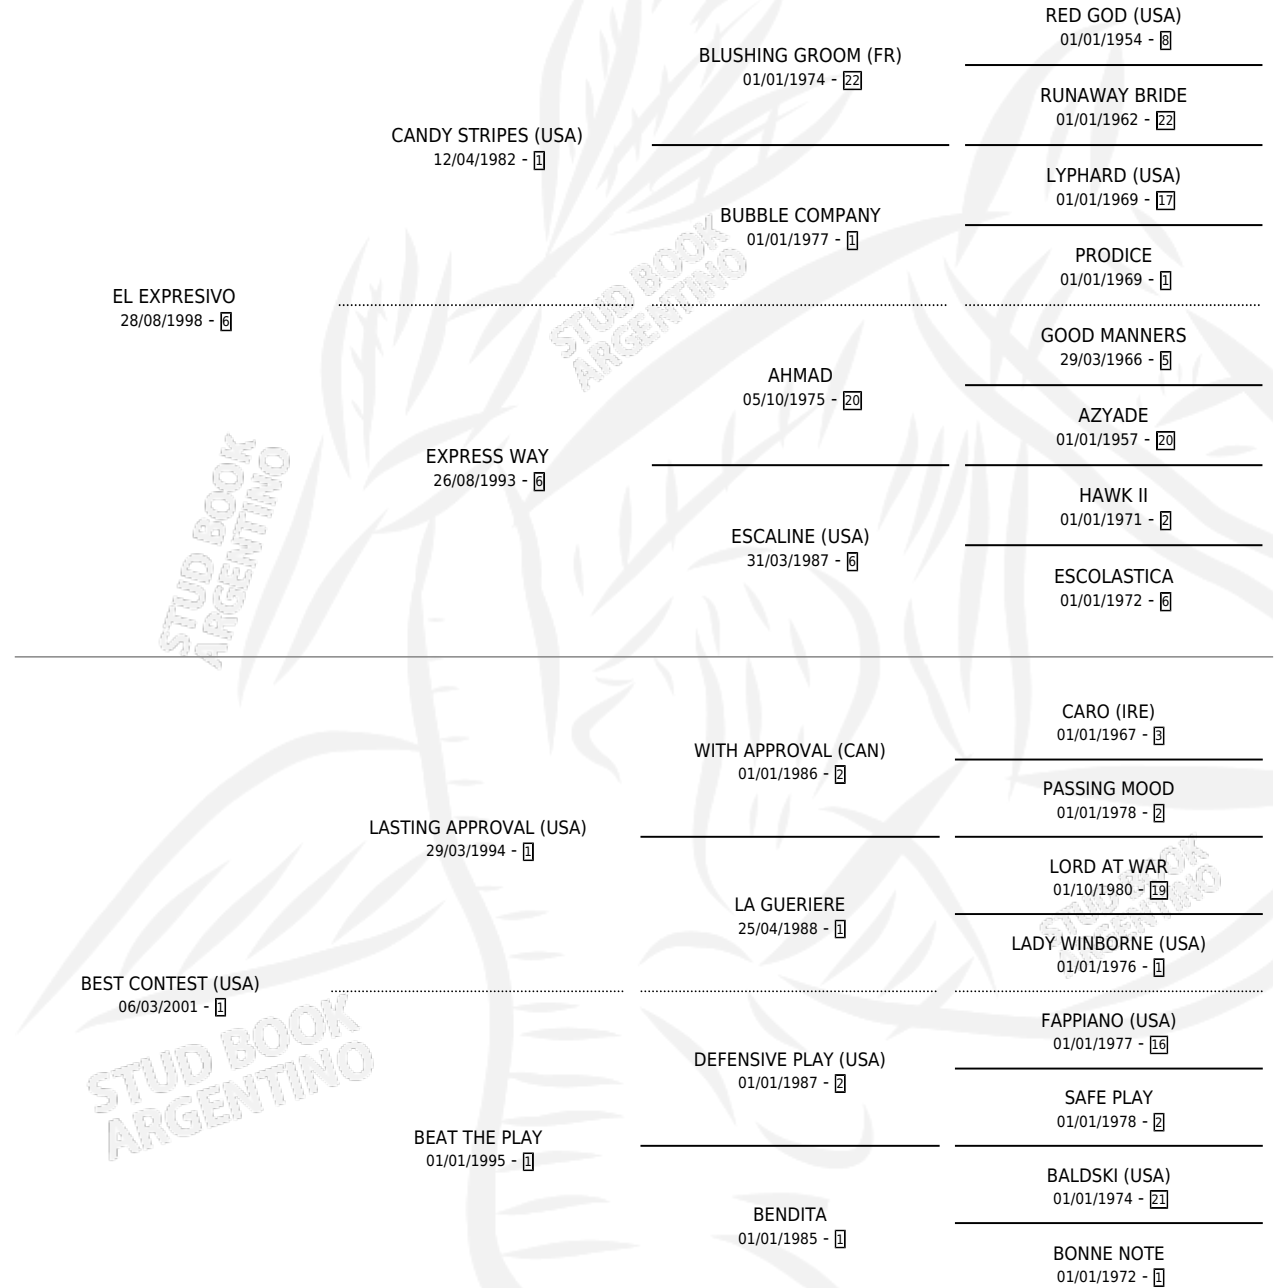 RED GOD (USA)
01/01/1954 - 8
BLUSHING GROOM (FR)
01/01/1974 - 22
RUNAWAY BRIDE
01/01/1962 - 22
CANDY STRIPES (USA)
12/04/1982 - 1
LYPHARD (USA)
01/01/1969 - 17
BUBBLE COMPANY
01/01/1977 - 1
PRODICE
01/01/1969 - 1
EL EXPRESIVO
28/08/1998 - 6
STUD BOOK
ARGENTINO
GOOD MANNERS
29/03/1966 - 5
AHMAD
05/10/1975 - 20
AZYADE
01/01/1957 - 20
EXPRESS WAY
26/08/1993 - 6
HAWK II
01/01/1971 - 2
ESCALINE (USA)
31/03/1987 - 6
ESCOLASTICA
01/01/1972 - 6
STUD BOOK
ARGENTINO
CARO (IRE)
01/01/1967 - 3
WITH APPROVAL (CAN)
01/01/1986 - 2
PASSING MOOD
01/01/1978 - 2
LASTING APPROVAL (USA)
29/03/1994 - 1
LORD AT WAR
01/10/1980 - 19
LA GUERIERE
25/04/1988 - 1
LADY WINBORNE (USA)
01/01/1976 - 1
STUD BOOK
ARGENTINO
BEST CONTEST (USA)
06/03/2001 - 1
STUD BOOK
ARGENTINO
FAPPIANO (USA)
01/01/1977 - 16
DEFENSIVE PLAY (USA)
01/01/1987 - 2
SAFE PLAY
01/01/1978 - 2
BEAT THE PLAY
01/01/1995 - 1
BALDSKI (USA)
01/01/1974 - 21
BENDITA
01/01/1985 - 1
BONNE NOTE
01/01/1972 - 1